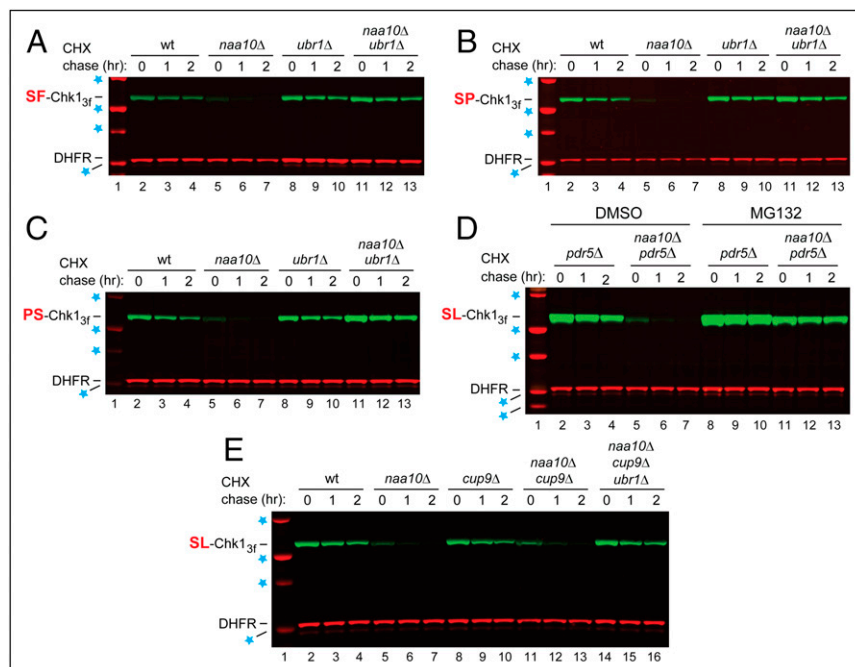 A
CHX wt naa10Δ ubr1Δ naa10Δ ubr1Δ
chase (hr): 0 1 2 0 1 2 0 1 2 0 1 2
SF-Chk1₃f
DHFR
1 2 3 4 5 6 7 8 9 10 11 12 13
B
CHX wt naa10Δ ubr1Δ naa10Δ ubr1Δ
chase (hr): 0 1 2 0 1 2 0 1 2 0 1 2
SP-Chk1₃f
DHFR
1 2 3 4 5 6 7 8 9 10 11 12 13
C
CHX wt naa10Δ ubr1Δ naa10Δ ubr1Δ
chase (hr): 0 1 2 0 1 2 0 1 2 0 1 2
PS-Chk1₃f
DHFR
1 2 3 4 5 6 7 8 9 10 11 12 13
D
DMSO MG132
CHX pdr5Δ naa10Δ pdr5Δ pdr5Δ naa10Δ pdr5Δ
chase (hr): 0 1 2 0 1 2 0 1 2 0 1 2
SL-Chk1₃f
DHFR
1 2 3 4 5 6 7 8 9 10 11 12 13
E
CHX wt naa10Δ cup9Δ naa10Δ cup9Δ naa10Δ cup9Δ ubr1Δ
chase (hr): 0 1 2 0 1 2 0 1 2 0 1 2 0 1 2
SL-Chk1₃f
DHFR
1 2 3 4 5 6 7 8 9 10 11 12 13 14 15 16